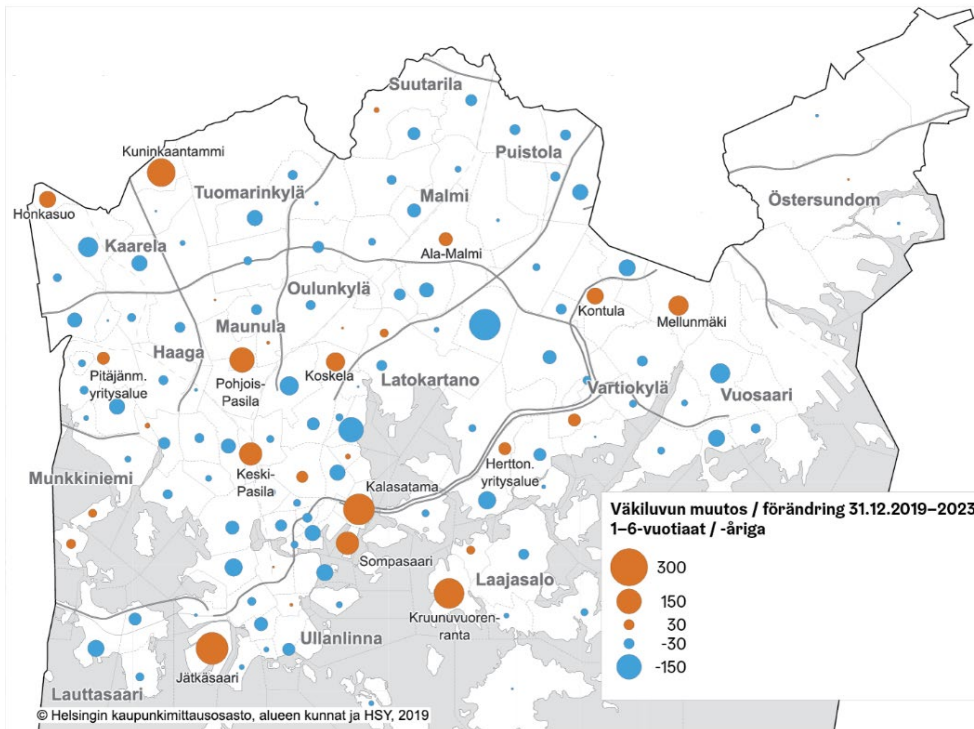 Suutarila
Kuninkaantammi
Puistola
Tuomarinkylä
Malmi
Östersundom
Honkasuo
Kaarela
Ala-Malmi
Oulunkylä
Kontula
Mellunmäki
Maunula
Haaga
Pitäjänm.
yritysalue
Pohjois-
Pasila
Koskela
Latokartano
Vartiokylä
Vuosaari
Munkkiniemi
Keski-
Pasila
Hertton.
yritysalue
Kalasatama
Väkiluvun muutos / förändring 31.12.2019–2023
1–6-vuotiaat / -åriga
300
150
30
-30
-150
Sompasaari
Laajasalo
Kruunuvuoren-
ranta
Ullanlinna
Jätkäsaari
Lauttasaari
© Helsingin kaupunkimittausosasto, alueen kunnat ja HSY, 2019